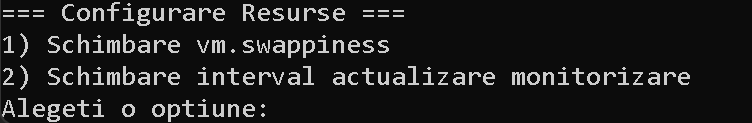 === Configurare Resurse ===
1) Schimbare vm.swappiness
2) Schimbare interval actualizare monitorizare
Alegeti o optiune: